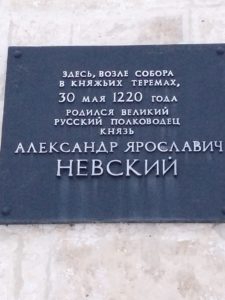 ЗДЕСЬ, ВОЗЛЕ СОБОРА
В КНЯЖЬИХ ТЕРЕМАХ,
30 МАЯ 1220 ГОДА
РОДИЛСЯ ВЕЛИКИЙ
РУССКИЙ ПОЛКОВОДЕЦ
КНЯЗЬ
АЛЕКСАНДР ЯРОСЛАВИЧ
НЕВСКИЙ